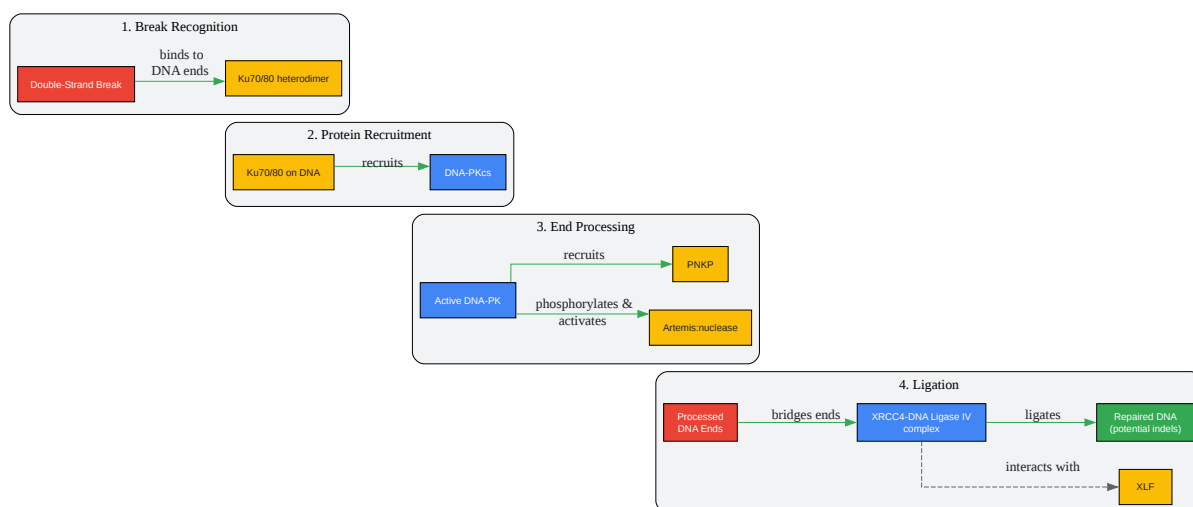 1. Break Recognition
binds to
DNA ends
Double-Strand Break
Ku70/80 heterodimer
2. Protein Recruitment
Ku70/80 on DNA
recruits
DNA-PKcs
3. End Processing
recruits
PNKP
Active DNA-PK
phosphorylates &
activates
Artemis:nuclease
4. Ligation
Processed
DNA Ends
bridges ends
XRCC4-DNA Ligase IV
complex
ligates
Repaired DNA
(potential indels)
interacts with
XLF